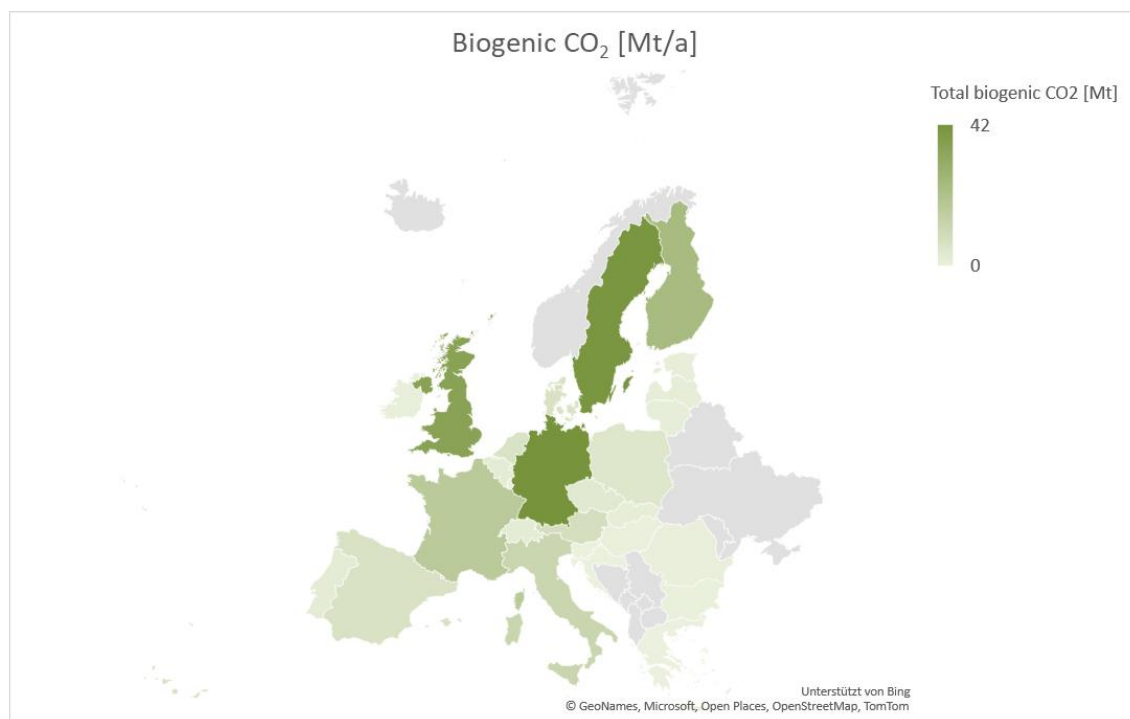 Biogenic CO₂ [Mt/a]
Total biogenic CO2 [Mt]
42
0
Unterstützt von Bing
© GeoNames, Microsoft, Open Places, OpenStreetMap, TomTom